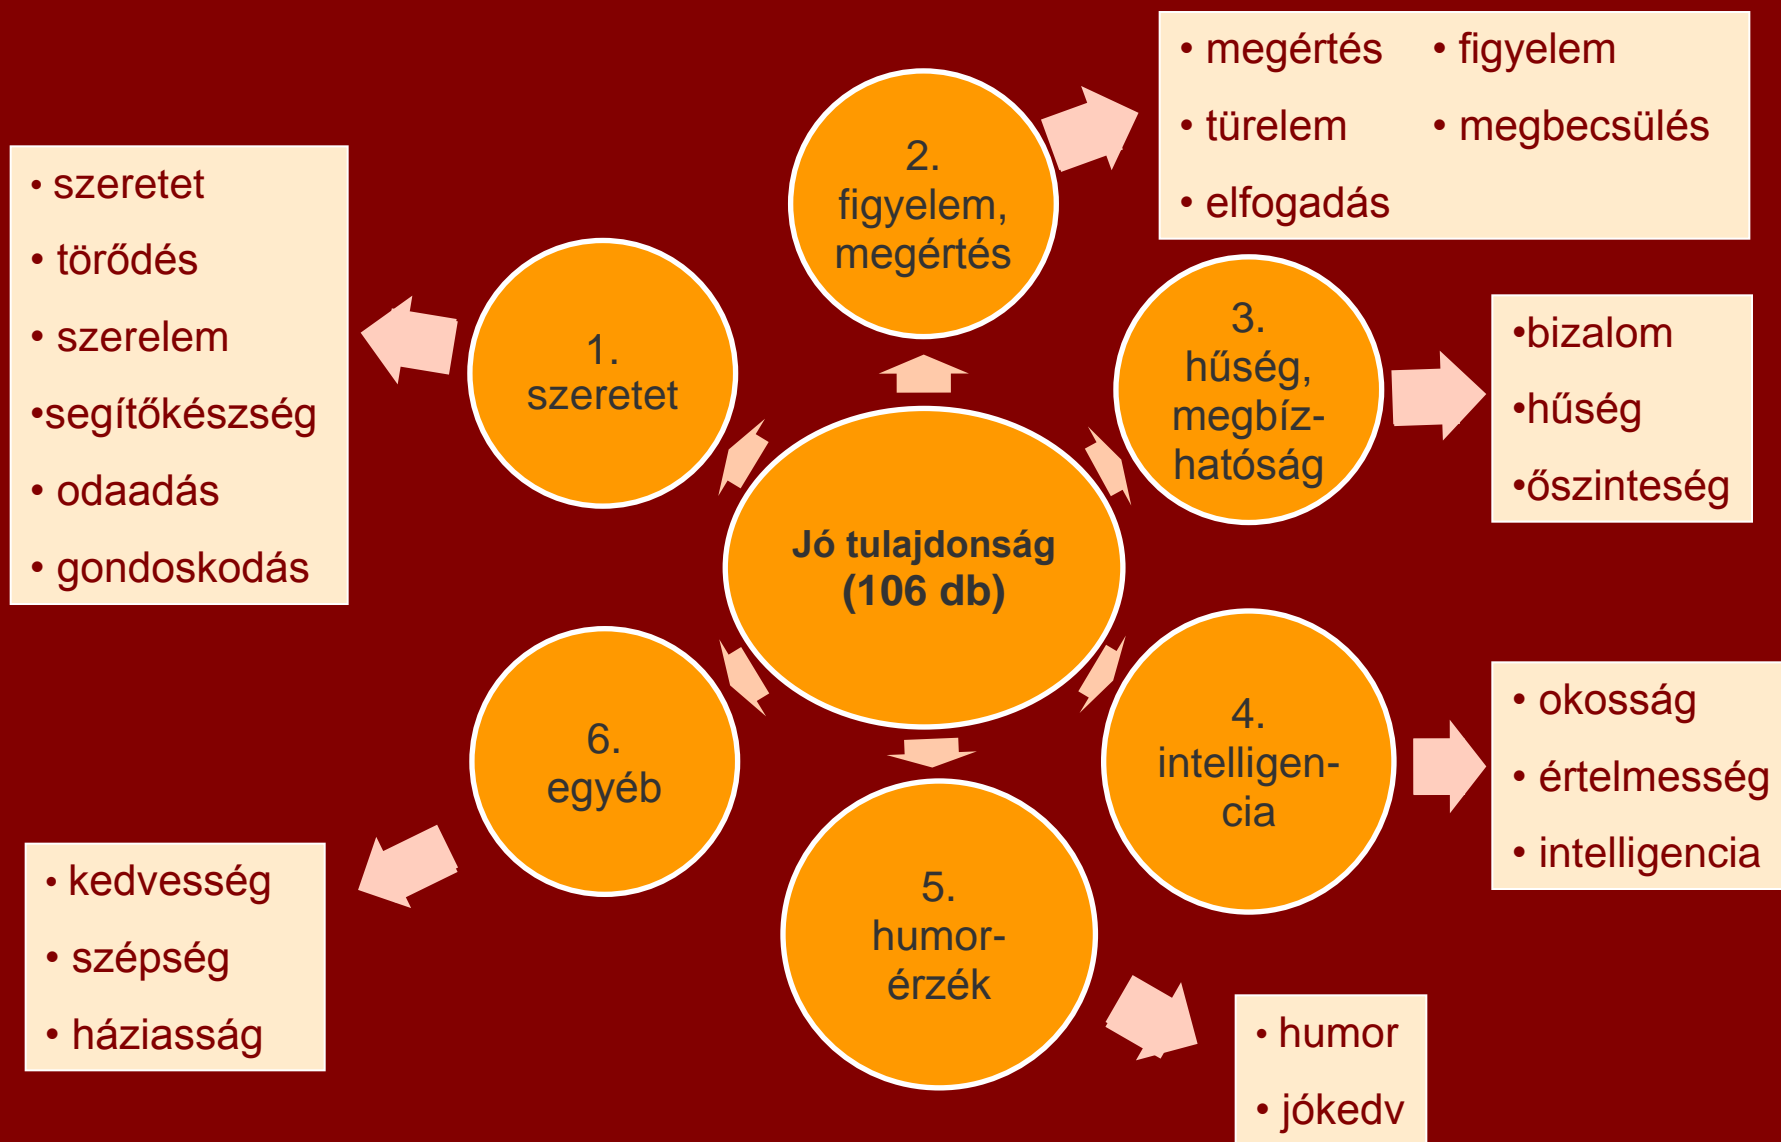 • megértés • figyelem
• türelem • megbecsülés
• elfogadás
2.
figyelem,
megértés
• szeretet
• törődés
• szerelem
•segítőkészség
• odaadás
• gondoskodás
1.
szeretet
3.
hűség,
megbíz-
hatóság
•bizalom
•hűség
•őszinteség
Jó tulajdonság
(106 db)
4.
intelligen-
cia
• okosság
• értelmesség
• intelligencia
6.
egyéb
• kedvesség
• szépség
• háziasság
5.
humor-
érzék
• humor
• jókedv